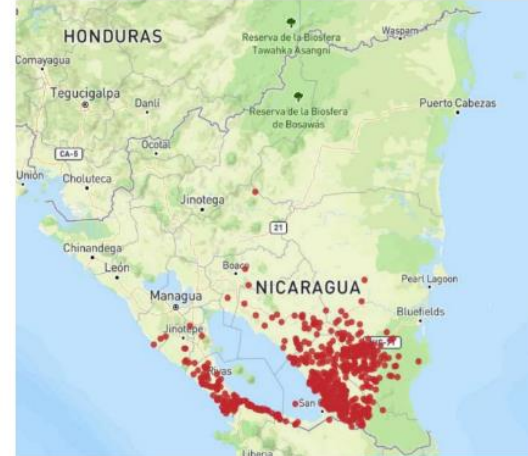 HONDURAS
Reserva de la Biosfera
Tawahka Asangni
Waspam
Comayagua
Tegucigalpa
Danlí
Reserva de la Biosfera
de Bosawas
Puerto Cabezas
CA-5
Ocotal
Unión
Choluteca
Jinotega
21
Chinandega
León
Boaco
NICARAGUA
Pearl Lagoon
Managua
Bluefields
Jinotepe
Rivas
San
Liberia